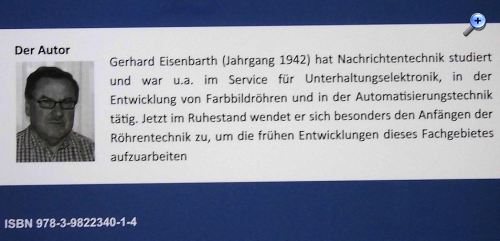 Der Autor
Gerhard Eisenbarth (Jahrgang 1942) hat Nachrichtentechnik studiert
und war u.a. im Service für Unterhaltungselektronik, in der
Entwicklung von Farbbildröhren und in der Automatisierungstechnik
tätig. Jetzt im Ruhestand wendet er sich besonders den Anfängen der
Röhrentechnik zu, um die frühen Entwicklungen dieses Fachgebietes
aufzuarbeiten
ISBN 978-3-9822340-1-4